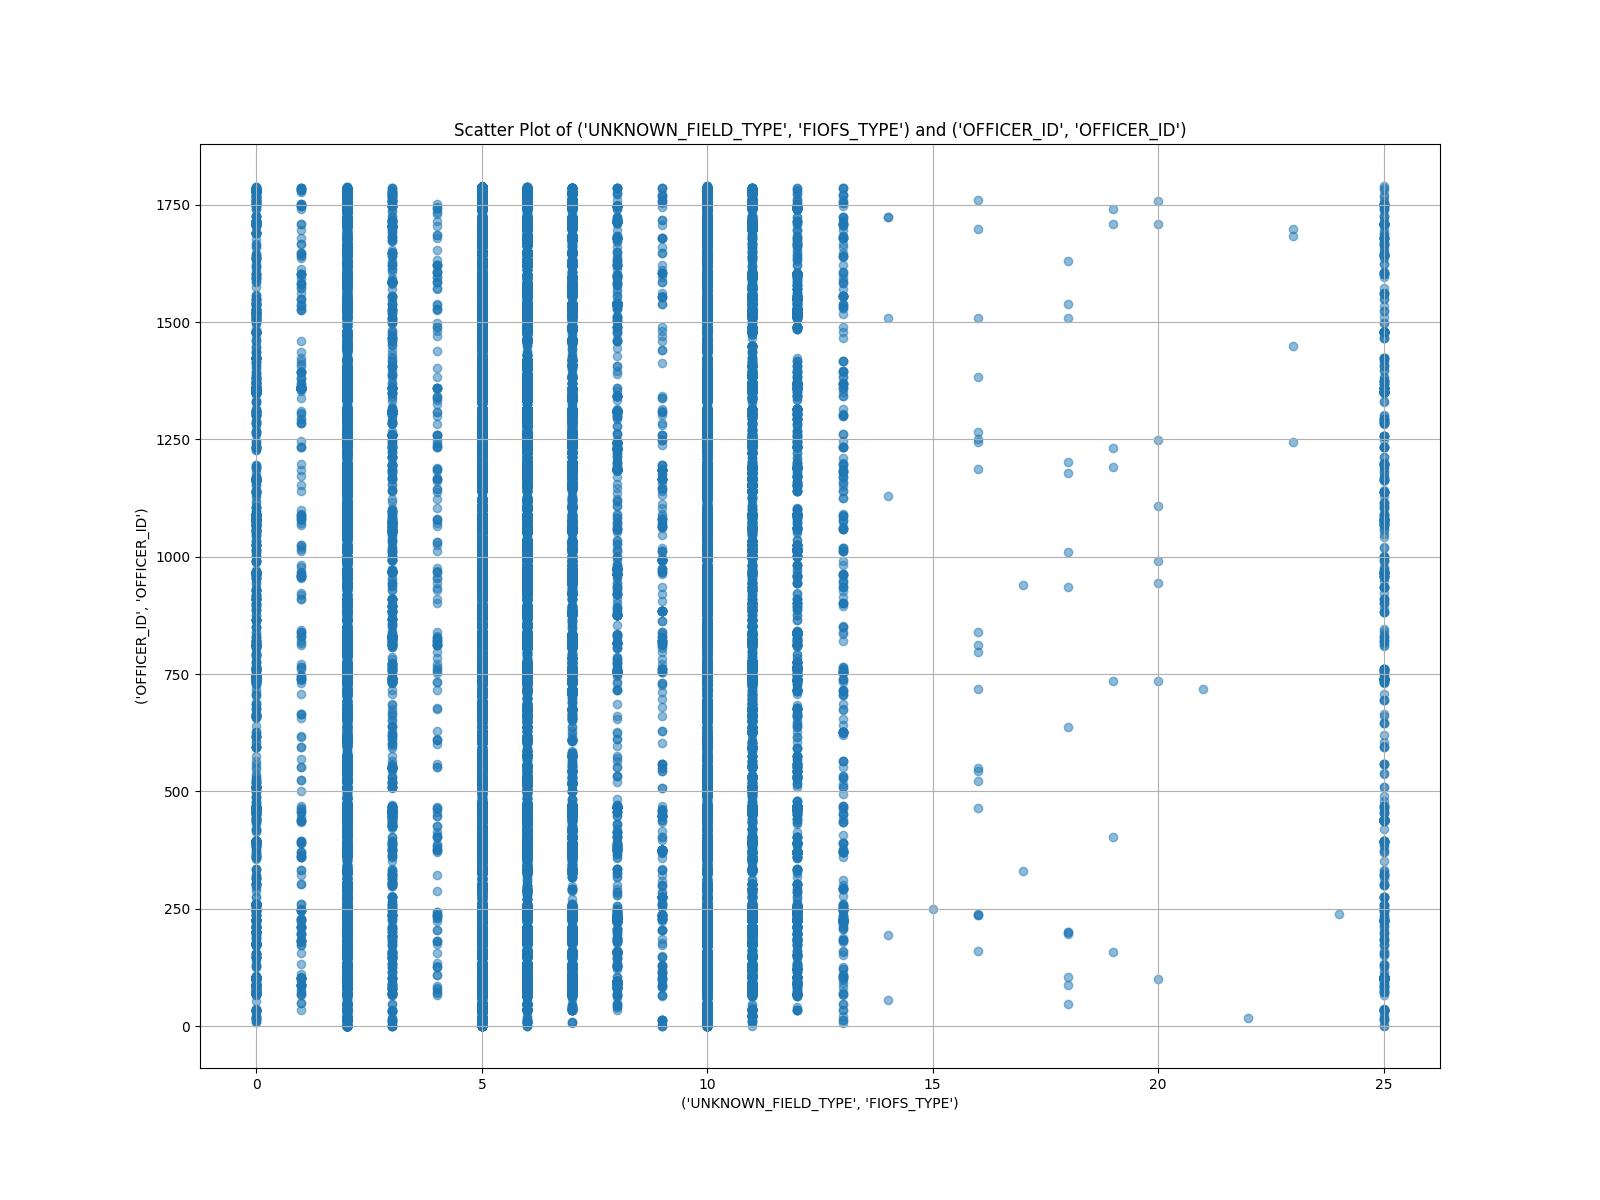 Scatter Plot of ('UNKNOWN_FIELD_TYPE', 'FIOFS_TYPE') and ('OFFICER_ID', 'OFFICER_ID')
('OFFICER_ID', 'OFFICER_ID')
1750
1500
1250
1000
750
500
250
0
0 5 10 15 20 25
('UNKNOWN_FIELD_TYPE', 'FIOFS_TYPE')